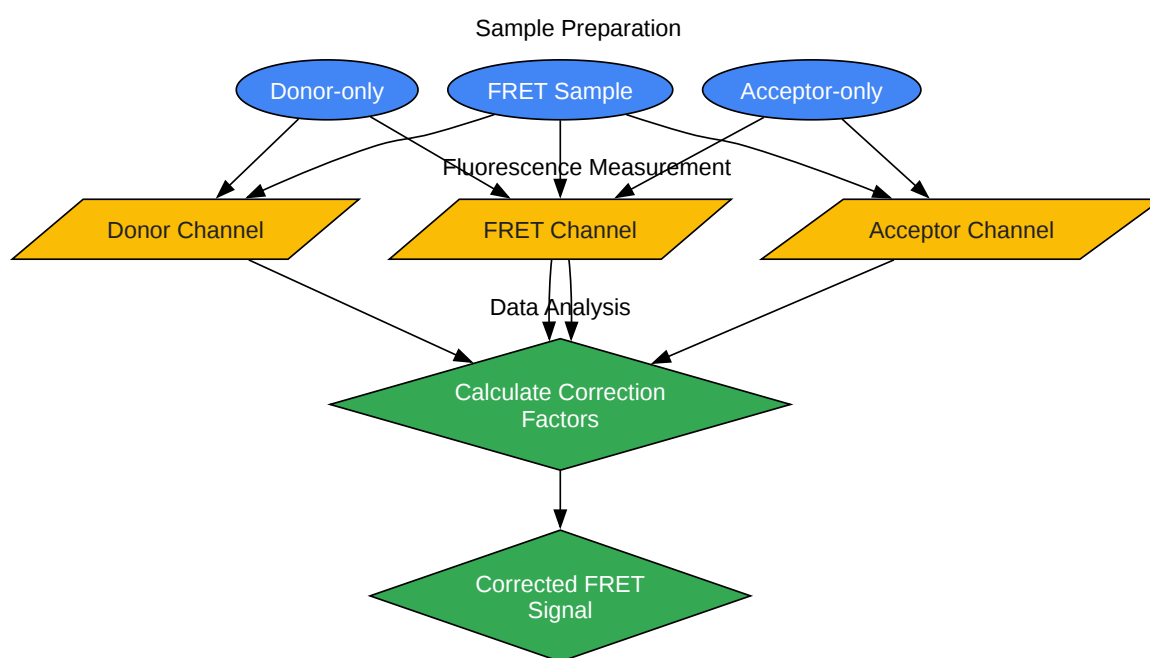 Sample Preparation
Donor-only
FRET Sample
Acceptor-only
Fluorescence Measurement
Donor Channel
FRET Channel
Acceptor Channel
Data Analysis
Calculate Correction
Factors
Corrected FRET
Signal